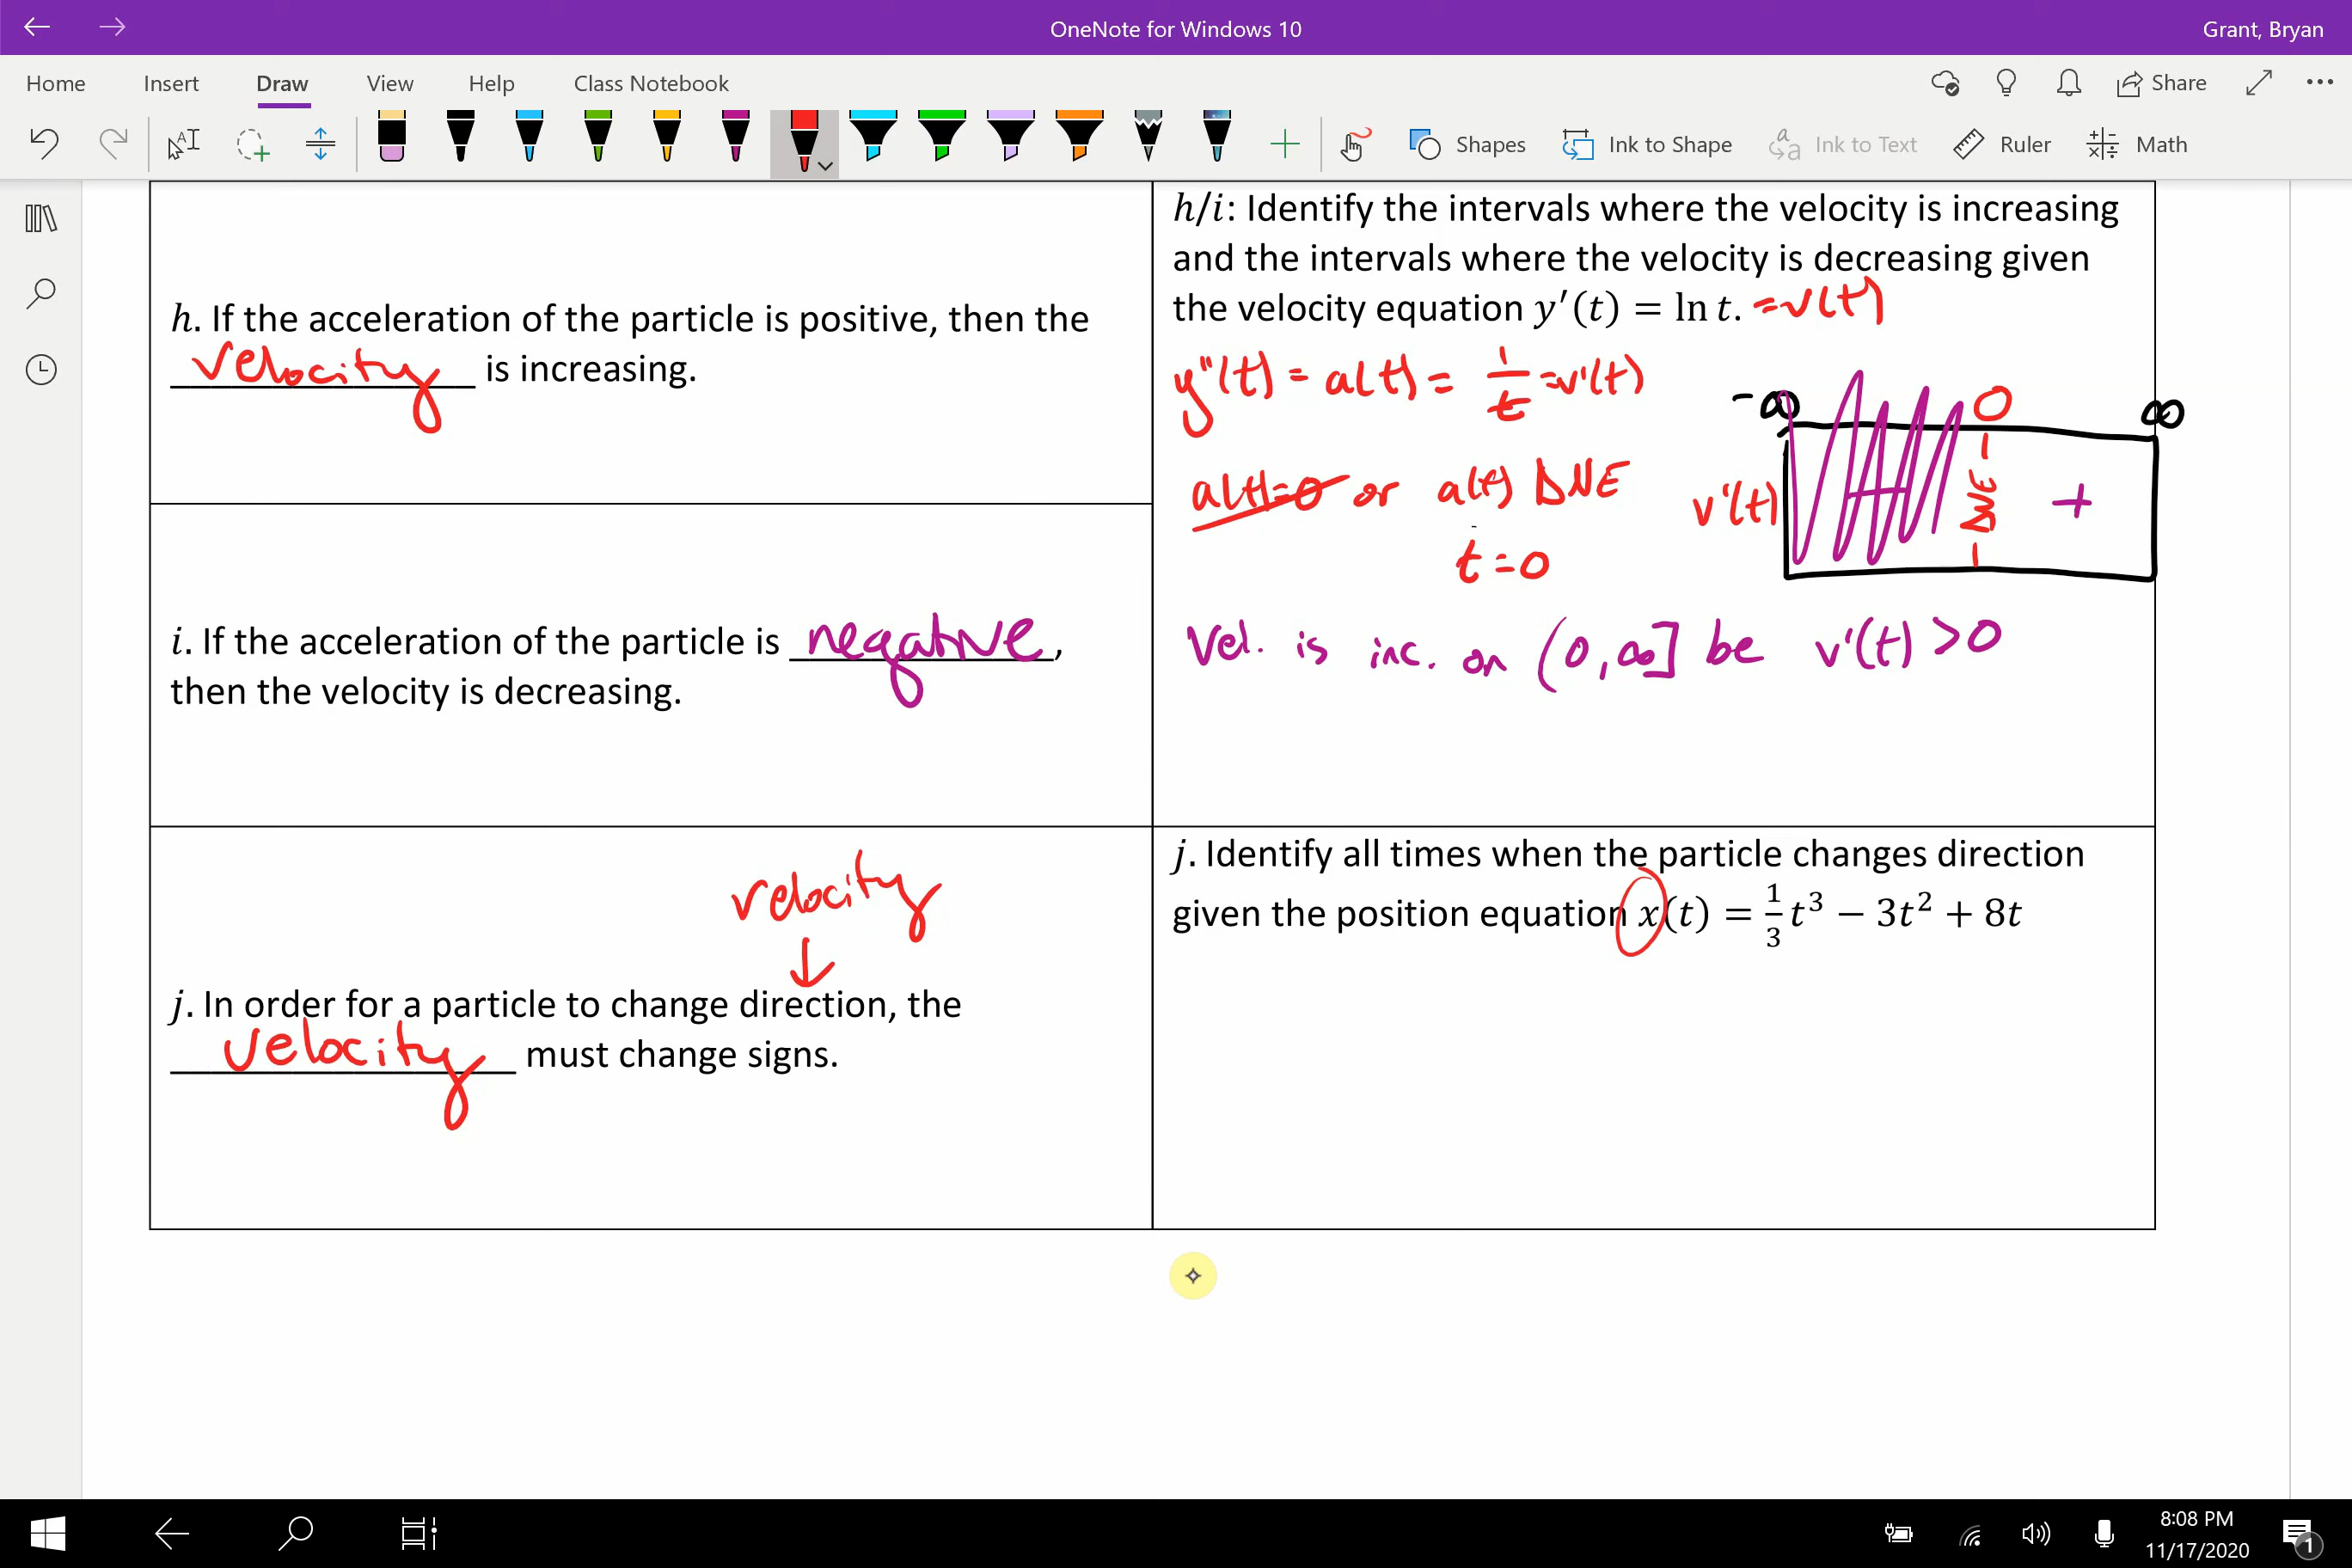 OneNote for Windows 10
Grant, Bryan
Home Insert Draw View Help Class Notebook
Share
Shapes Ink to Shape Ink to Text Ruler Math
h. If the acceleration of the particle is positive, then the
velocity is increasing.
h/i: Identify the intervals where the velocity is increasing
and the intervals where the velocity is decreasing given
the velocity equation y′(t) = ln t. = v(t)
y"(t) = a(t) = 1/t = v'(t)
a(t)=0 or a(t) DNE
t = 0
-∞ 0 ∞
v'(t) DNE +
Vel. is inc. on (0, ∞] bc v'(t) > 0
i. If the acceleration of the particle is negative,
then the velocity is decreasing.
velocity
↓
j. In order for a particle to change direction, the
velocity must change signs.
j. Identify all times when the particle changes direction
given the position equation x(t) = 1/3 t³ − 3t² + 8t
8:08 PM
11/17/2020
1